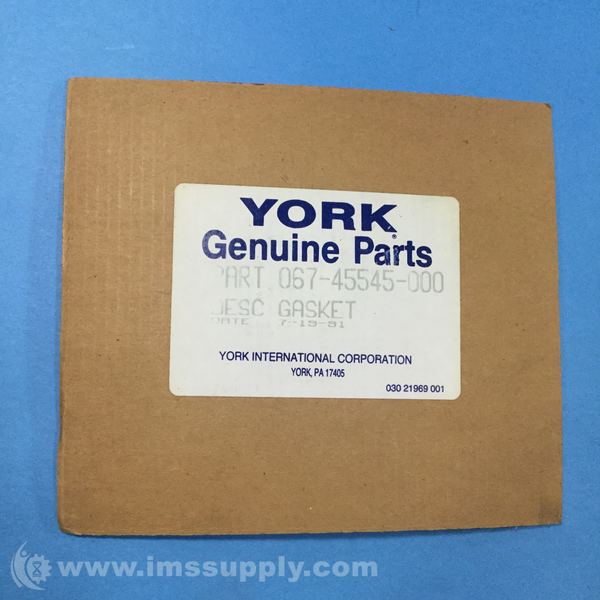 YORK®
Genuine Parts
PART 067-45545-000
DESC GASKET
DATE 7-19-91
YORK INTERNATIONAL CORPORATION
YORK, PA 17405
030 21969 001
www.imssupply.com